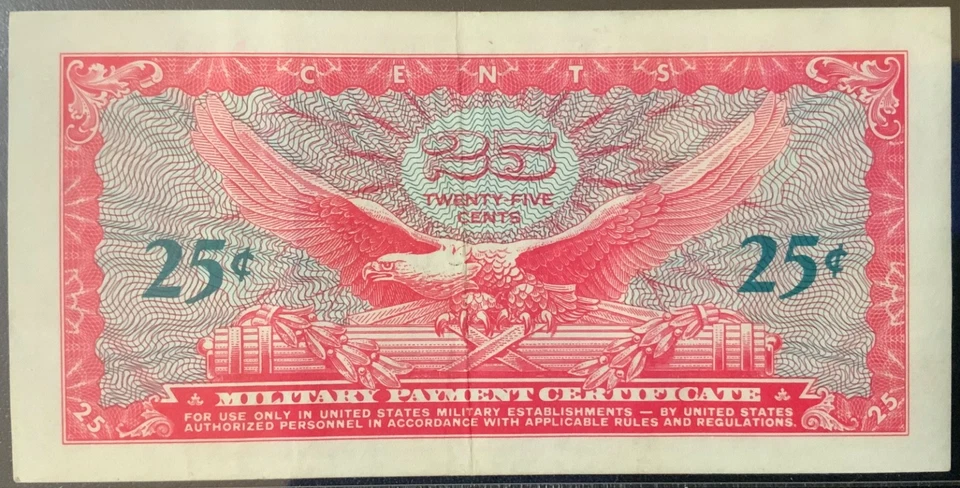 CENTS
25
TWENTY-FIVE
CENTS
25¢ 25¢
MILITARY PAYMENT CERTIFICATE
25 FOR USE ONLY IN UNITED STATES MILITARY ESTABLISHMENTS — BY UNITED STATES 25
AUTHORIZED PERSONNEL IN ACCORDANCE WITH APPLICABLE RULES AND REGULATIONS.